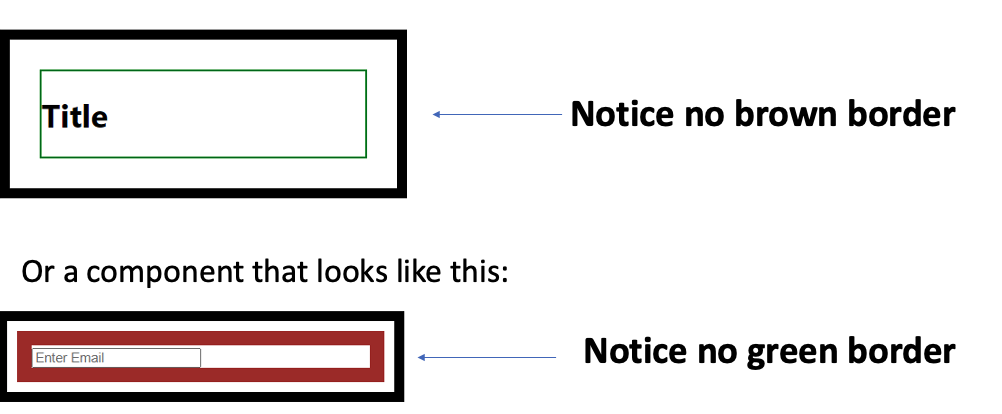 Title
Notice no brown border
Or a component that looks like this:
Enter Email
Notice no green border